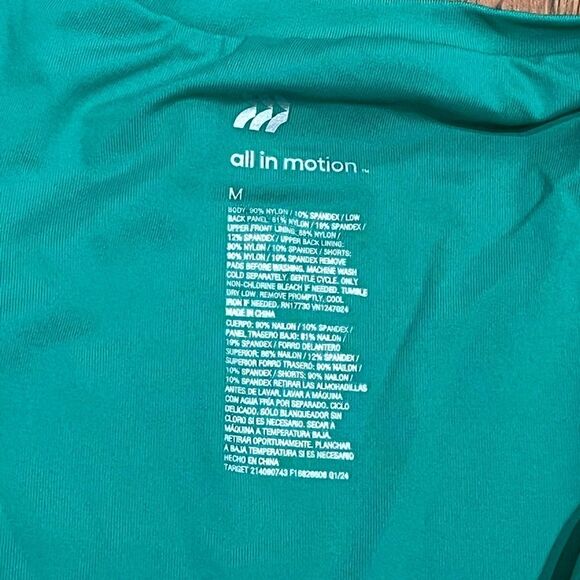 all in motion ™
M
BODY: 90% NYLON / 10% SPANDEX / LOW
BACK PANEL: 81% NYLON / 19% SPANDEX /
UPPER FRONT LINING: 88% NYLON /
12% SPANDEX / UPPER BACK LINING:
90% NYLON / 10% SPANDEX / SHORTS:
90% NYLON / 10% SPANDEX REMOVE
PADS BEFORE WASHING. MACHINE WASH
COLD SEPARATELY. GENTLE CYCLE. ONLY
NON-CHLORINE BLEACH IF NEEDED. TUMBLE
DRY LOW. REMOVE PROMPTLY. COOL
IRON IF NEEDED. RN17730 VN1247024
MADE IN CHINA
CUERPO: 90% NAILON / 10% SPANDEX /
PANEL TRASERO BAJO: 81% NAILON /
19% SPANDEX / FORRO DELANTERO
SUPERIOR: 88% NAILON / 12% SPANDEX /
SUPERIOR FORRO TRASERO: 90% NAILON /
10% SPANDEX / SHORTS: 90% NAILON /
10% SPANDEX RETIRAR LAS ALMOHADILLAS
ANTES DE LAVAR. LAVAR A MÁQUINA
CON AGUA FRÍA POR SEPARADO. CICLO
DELICADO. SÓLO BLANQUEADOR SIN
CLORO SI ES NECESARIO. SECAR A
MÁQUINA A TEMPERATURA BAJA.
RETIRAR OPORTUNAMENTE. PLANCHAR
A BAJA TEMPERATURA SI ES NECESARIO
HECHO EN CHINA
TARGET 214090743 Q1/24